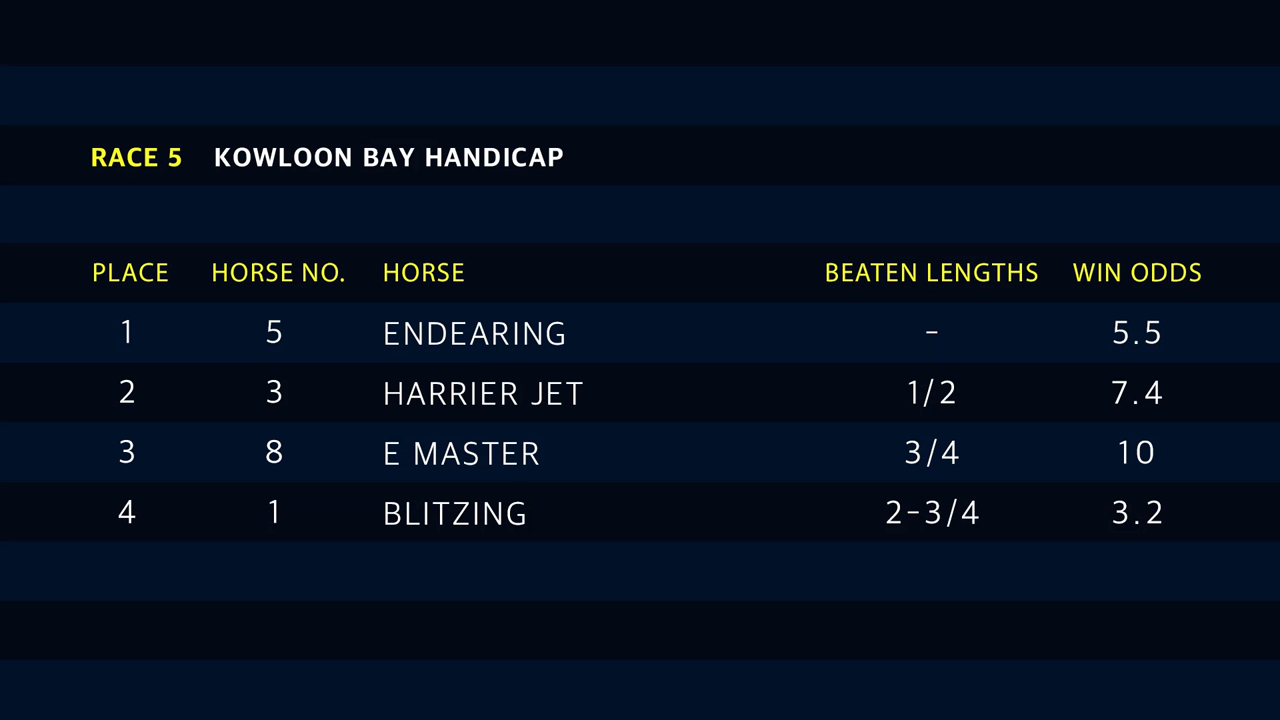 RACE 5 KOWLOON BAY HANDICAP
PLACE HORSE NO. HORSE BEATEN LENGTHS WIN ODDS
1 5 ENDEARING - 5.5
2 3 HARRIER JET 1/2 7.4
3 8 E MASTER 3/4 10
4 1 BLITZING 2-3/4 3.2